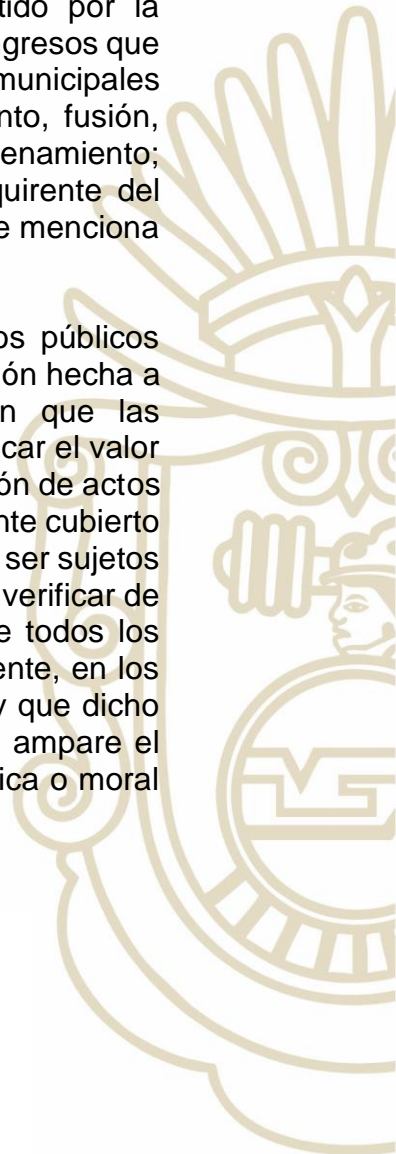 tido por la
gresos que
municipales
nto, fusión,
enamiento;
quirente del
e menciona
os públicos
ión hecha a
n que las
car el valor
ón de actos
nte cubierto
ser sujetos
verificar de
e todos los
ente, en los
y que dicho
ampare el
ica o moral